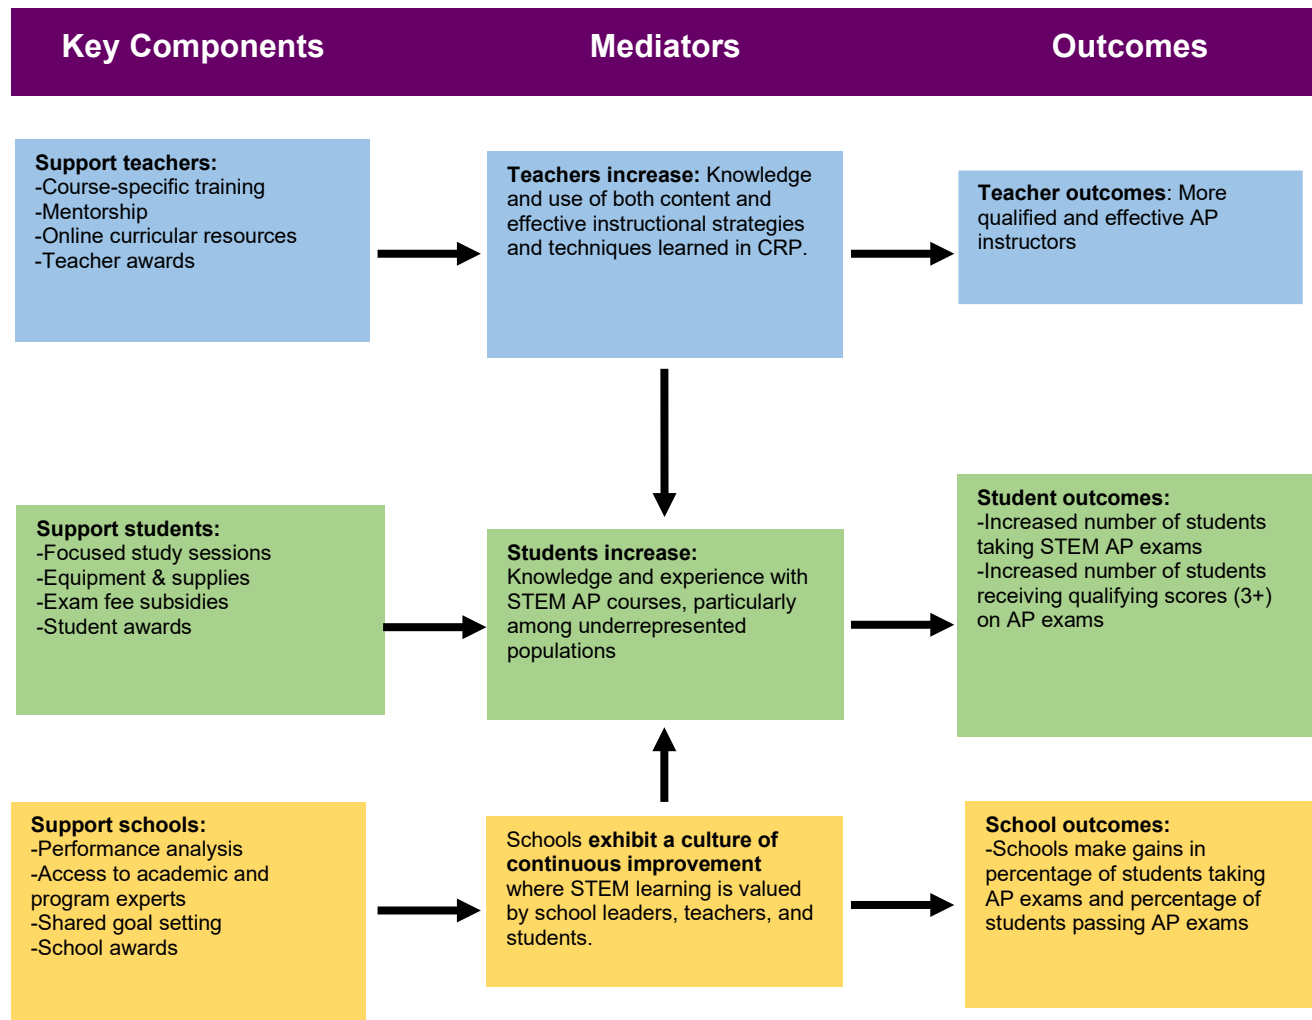 Key Components
Mediators
Outcomes
Support teachers:
-Course-specific training
-Mentorship
-Online curricular resources
-Teacher awards
Teachers increase: Knowledge
and use of both content and
effective instructional strategies
and techniques learned in CRP.
Teacher outcomes: More
qualified and effective AP
instructors
Support students:
-Focused study sessions
-Equipment & supplies
-Exam fee subsidies
-Student awards
Students increase:
Knowledge and experience with
STEM AP courses, particularly
among underrepresented
populations
Student outcomes:
-Increased number of students
taking STEM AP exams
-Increased number of students
receiving qualifying scores (3+)
on AP exams
Support schools:
-Performance analysis
-Access to academic and
program experts
-Shared goal setting
-School awards
Schools exhibit a culture of
continuous improvement
where STEM learning is valued
by school leaders, teachers, and
students.
School outcomes:
-Schools make gains in
percentage of students taking
AP exams and percentage of
students passing AP exams